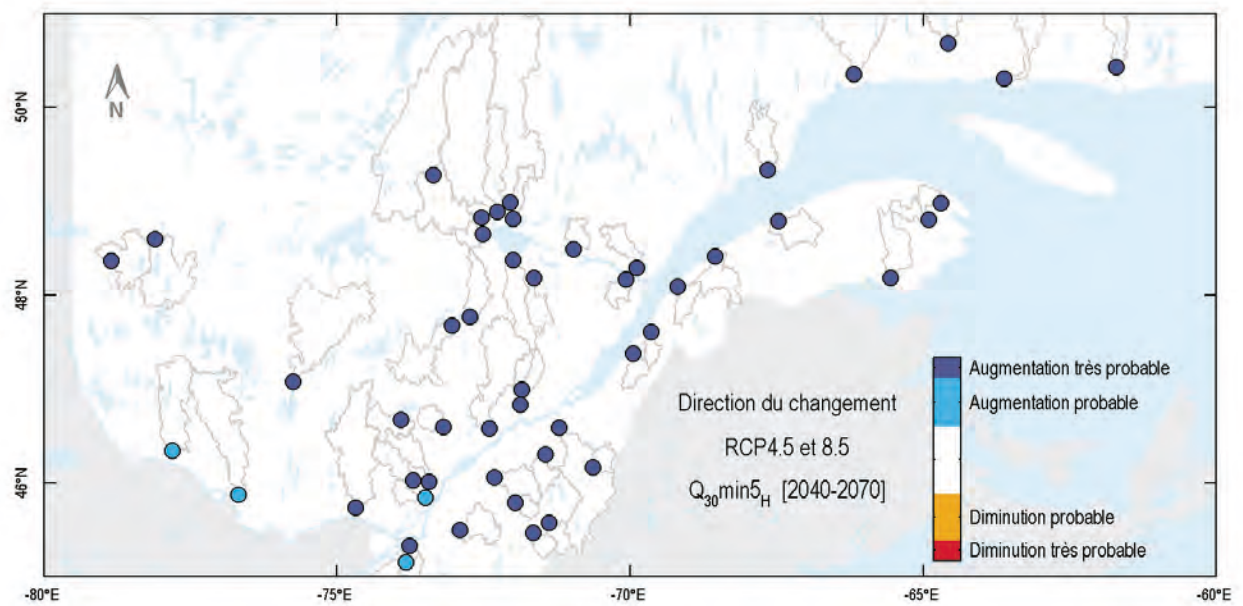 N
50°N
48°N
46°N
-80°E
-75°E
-70°E
-65°E
-60°E
Direction du changement
RCP4.5 et 8.5
Q30min5H [2040-2070]
Augmentation très probable
Augmentation probable
Diminution probable
Diminution très probable